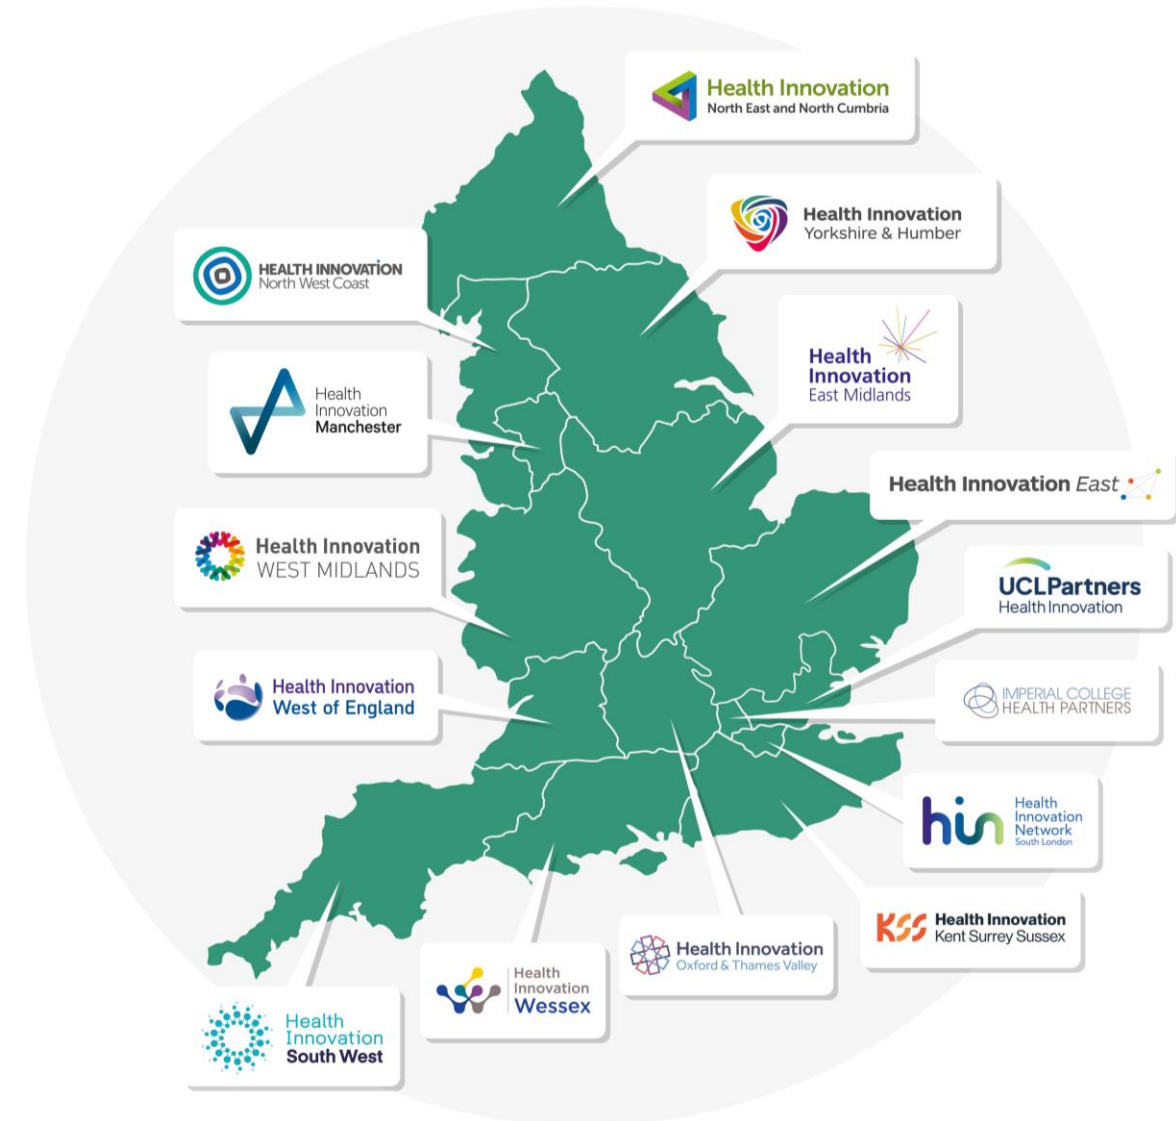 Health Innovation
North East and North Cumbria
Health Innovation
Yorkshire & Humber
HEALTH INNOVATION
North West Coast
Health
Innovation
East Midlands
Health
Innovation
Manchester
Health Innovation East
Health Innovation
WEST MIDLANDS
UCLPartners
Health Innovation
Health Innovation
West of England
IMPERIAL COLLEGE
HEALTH PARTNERS
hin
Health
Innovation
Network
South London
KSS
Health Innovation
Kent Surrey Sussex
Health Innovation
Oxford & Thames Valley
Health
Innovation
Wessex
Health
Innovation
South West